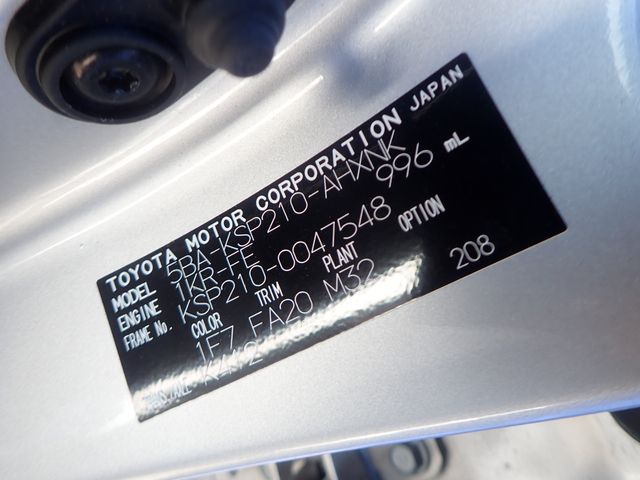 TOYOTA MOTOR CORPORATION JAPAN
MODEL 5BA-KSP210-AHXNK
ENGINE 1KR-FE 996 mL
FRAME No. KSP210-0047548
COLOR TRIM PLANT OPTION
1F7 FA20 M32 208